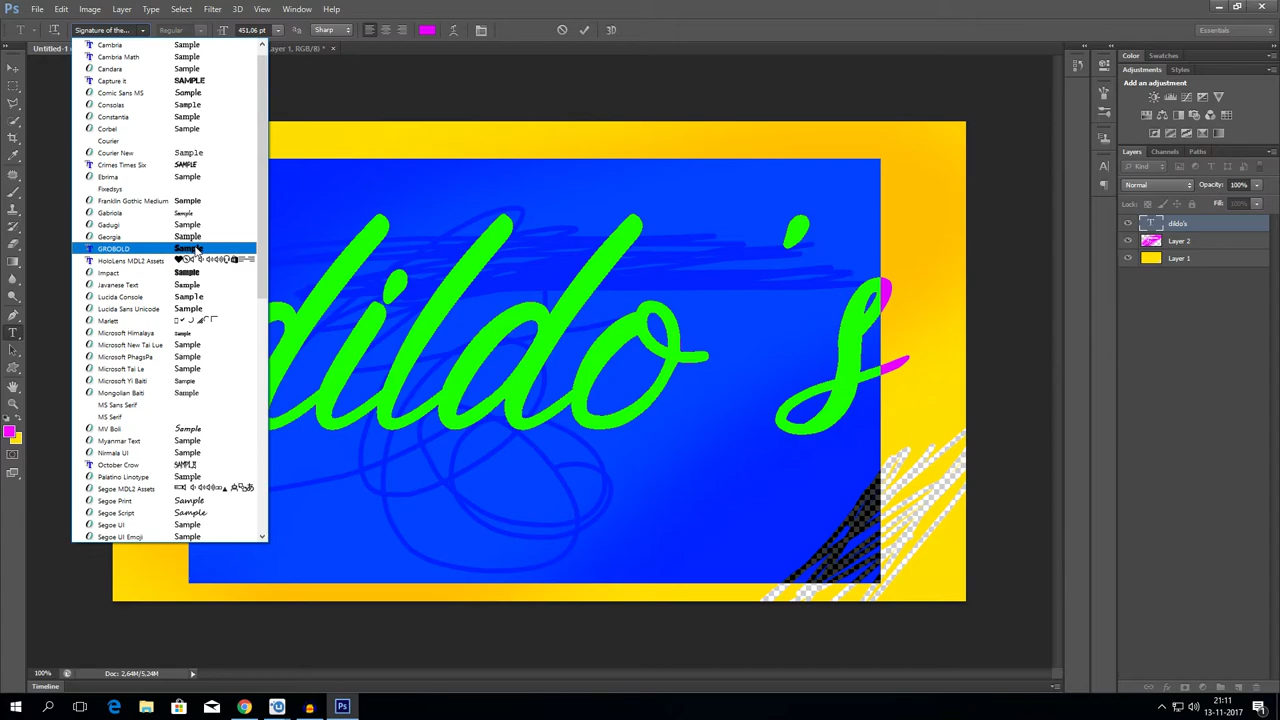 Ps File Edit Image Layer Type Select Filter 3D View Window Help
Signature of the... Regular 451.06 pt Sharp 3D Essentials
Untitled-1 Layer 1, RGB/8) * ×
Cambria Sample
Cambria Math Sample
Candara Sample
Capture it SAMPLE
Comic Sans MS Sample
Consolas Sample
Constantia Sample
Corbel Sample
Courier
Courier New Sample
Crimes Times Six SAMPLE
Ebrima Sample
Fixedsys
Franklin Gothic Medium Sample
Gabriola Sample
Gadugi Sample
Georgia Sample
GROBOLD Sample
HoloLens MDL2 Assets
Impact Sample
Javanese Text Sample
Lucida Console Sample
Lucida Sans Unicode Sample
Marlett
Microsoft Himalaya Sample
Microsoft New Tai Lue Sample
Microsoft PhagsPa Sample
Microsoft Tai Le Sample
Microsoft Yi Baiti Sample
Mongolian Baiti Sample
MS Sans Serif
MS Serif
MV Boli Sample
Myanmar Text Sample
Nirmala UI Sample
October Crow SAMPLE
Palatino Linotype Sample
Segoe MDL2 Assets
Segoe Print Sample
Segoe Script Sample
Segoe UI Sample
Segoe UI Emoji Sample
dildo's
Color Swatches
Adjustments Styles
Add an adjustment
Layers Channels Paths
Kind
Normal Opacity: 100%
Lock: Fill: 100%
dildo's
Layer 2
Layer 1
100% Doc: 2,64M/5,24M
Timeline
21:11
13-11-2017